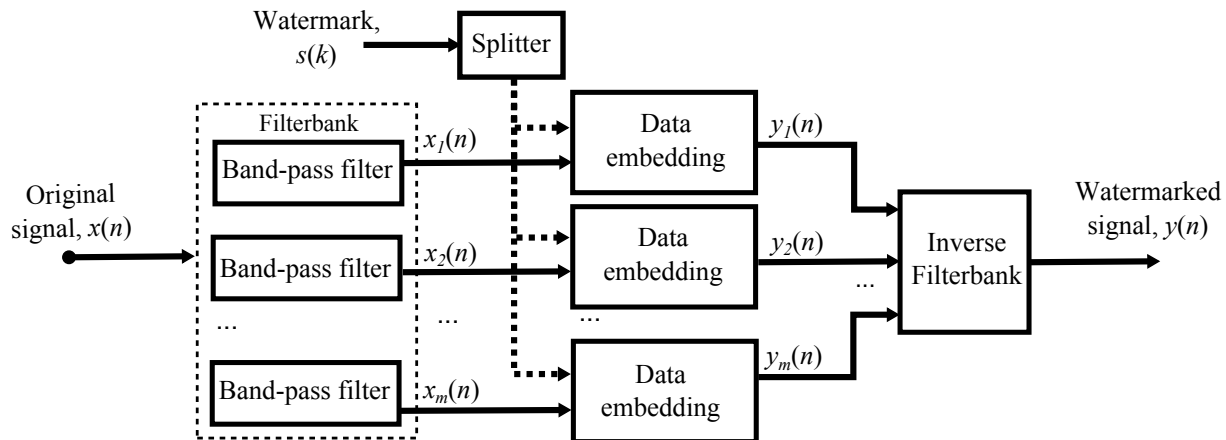 Watermark,
s(k)
Splitter
Filterbank
Band-pass filter
x1(n)
Data
embedding
y1(n)
Original
signal, x(n)
Band-pass filter
x2(n)
Data
embedding
y2(n)
Inverse
Filterbank
Watermarked
signal, y(n)
...
...
...
...
Band-pass filter
xm(n)
Data
embedding
ym(n)